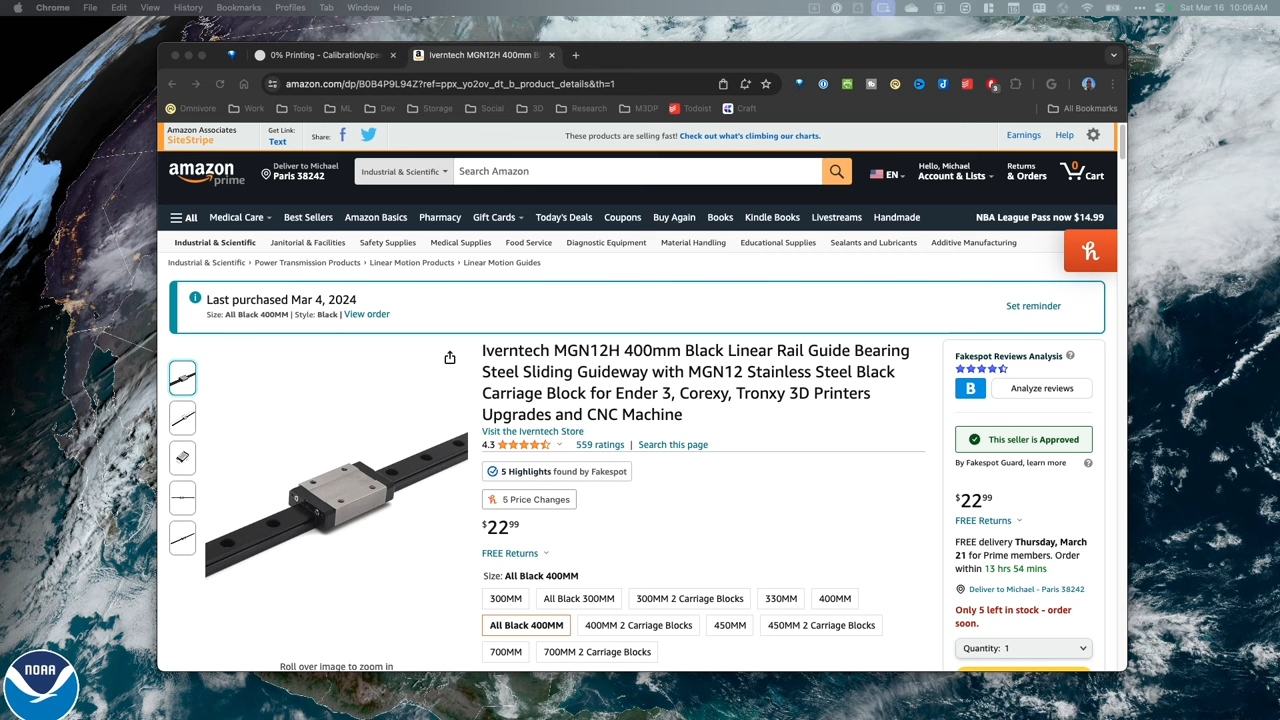 Chrome File Edit View History Bookmarks Profiles Tab Window Help Sat Mar 16 10:06 AM
0% Printing - Calibration/spe Iverntech MGN12H 400mm B
amazon.com/dp/B0B4P9L94Z?ref=ppx_yo2ov_dt_b_product_details&th=1
Omnivore Work Tools ML Dev Storage Social 3D Research M3DP Todoist Craft All Bookmarks
Amazon Associates
SiteStripe
Get Link:
Text
Share:
These products are selling fast! Check out what's climbing our charts.
Earnings Help
amazon prime
Deliver to Michael
Paris 38242
Industrial & Scientific Search Amazon
EN
Hello, Michael
Account & Lists
Returns
& Orders
0 Cart
All Medical Care Best Sellers Amazon Basics Pharmacy Gift Cards Today's Deals Coupons Buy Again Books Kindle Books Livestreams Handmade NBA League Pass now $14.99
Industrial & Scientific Janitorial & Facilities Safety Supplies Medical Supplies Food Service Diagnostic Equipment Material Handling Educational Supplies Sealants and Lubricants Additive Manufacturing
Industrial & Scientific › Power Transmission Products › Linear Motion Products › Linear Motion Guides
Last purchased Mar 4, 2024
Size: All Black 400MM | Style: Black | View order
Set reminder
Iverntech MGN12H 400mm Black Linear Rail Guide Bearing
Steel Sliding Guideway with MGN12 Stainless Steel Black
Carriage Block for Ender 3, Corexy, Tronxy 3D Printers
Upgrades and CNC Machine
Visit the Iverntech Store
4.3 559 ratings | Search this page
5 Highlights found by Fakespot
5 Price Changes
$22 99
FREE Returns
Size: All Black 400MM
300MM All Black 300MM 300MM 2 Carriage Blocks 330MM 400MM
All Black 400MM 400MM 2 Carriage Blocks 450MM 450MM 2 Carriage Blocks
700MM 700MM 2 Carriage Blocks
Roll over image to zoom in
Fakespot Reviews Analysis
B Analyze reviews
This seller is Approved
By Fakespot Guard, learn more
$22 99
FREE Returns
FREE delivery Thursday, March
21 for Prime members. Order
within 13 hrs 54 mins
Deliver to Michael - Paris 38242
Only 5 left in stock - order
soon.
Quantity: 1
NOAA